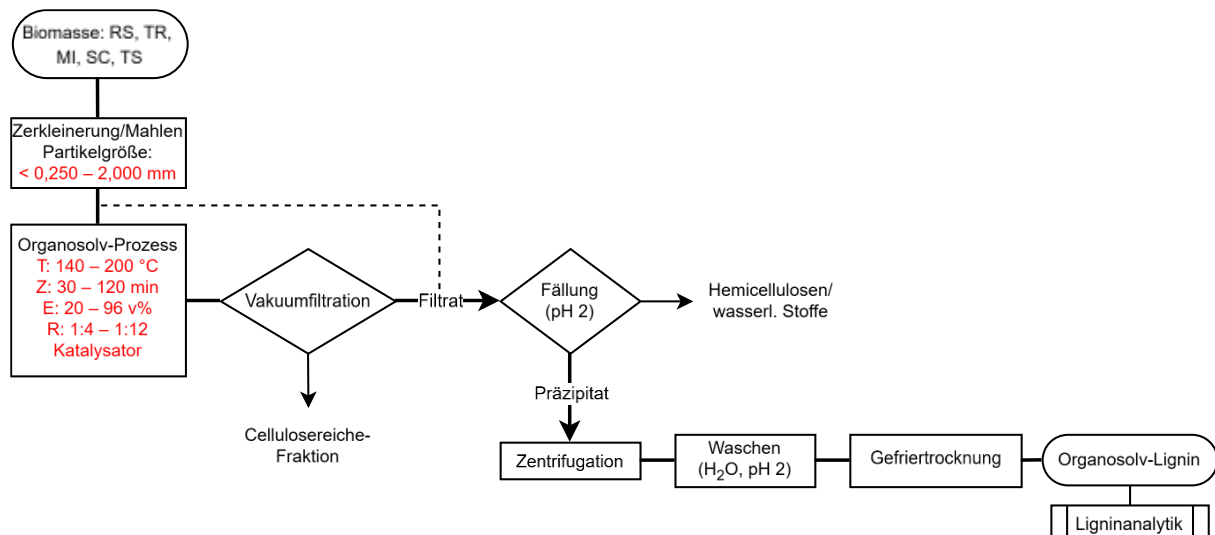 Biomasse: RS, TR,
MI, SC, TS
Zerkleinerung/Mahlen
Partikelgröße:
< 0,250 – 2,000 mm
Organosolv-Prozess
T: 140 – 200 °C
Z: 30 – 120 min
E: 20 – 96 v%
R: 1:4 – 1:12
Katalysator
Vakuumfiltration
Filtrat
Fällung
(pH 2)
Hemicellulosen/
wasserl. Stoffe
Cellulosereiche-
Fraktion
Präzipitat
Zentrifugation
Waschen
(H₂O, pH 2)
Gefriertrocknung
Organosolv-Lignin
Ligninanalytik